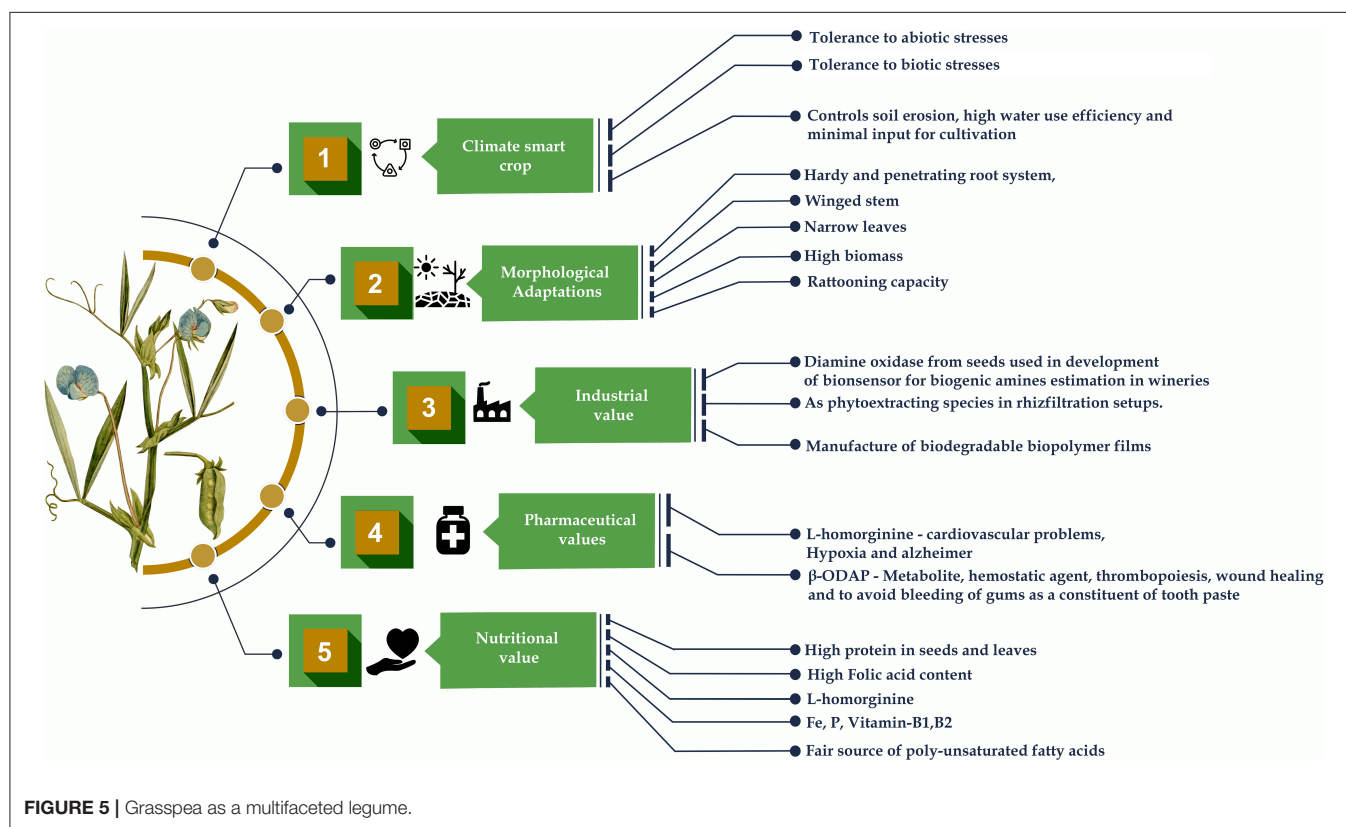 1
Climate smart
crop
Tolerance to abiotic stresses
Tolerance to biotic stresses
Controls soil erosion, high water use efficiency and
minimal input for cultivation
2
Morphological
Adaptations
Hardy and penetrating root system,
Winged stem
Narrow leaves
High biomass
Rattooning capacity
3
Industrial
value
Diamine oxidase from seeds used in development
of bionsensor for biogenic amines estimation in wineries
As phytoextracting species in rhizfiltration setups.
Manufacture of biodegradable biopolymer films
4
Pharmaceutical
values
L-homorginine - cardiovascular problems,
Hypoxia and alzheimer
β-ODAP - Metabolite, hemostatic agent, thrombopoiesis, wound healing
and to avoid bleeding of gums as a constituent of tooth paste
5
Nutritional
value
High protein in seeds and leaves
High Folic acid content
L-homorginine
Fe, P, Vitamin-B1,B2
Fair source of poly-unsaturated fatty acids
FIGURE 5 | Grasspea as a multifaceted legume.